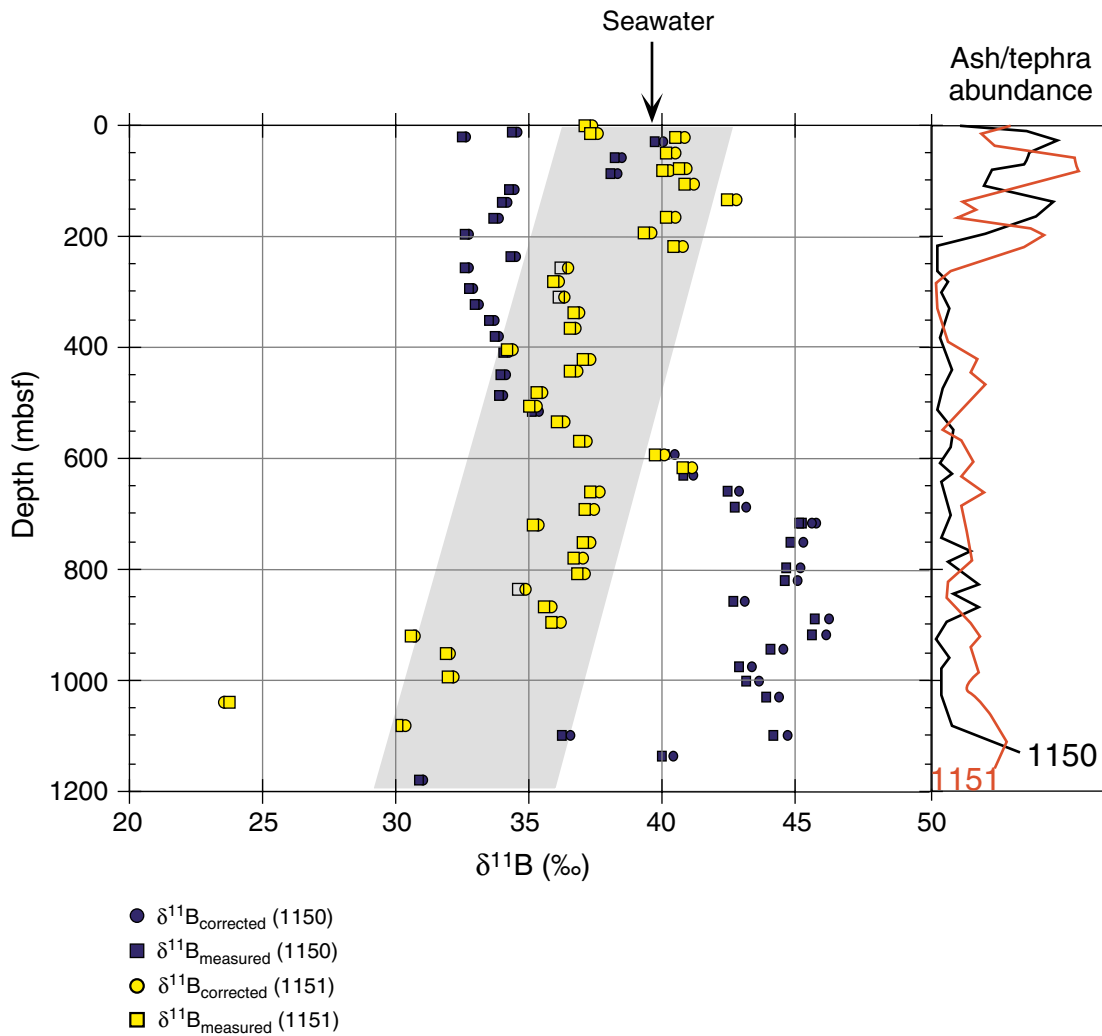 Seawater
Ash/tephra
abundance
0
200
400
600
800
1000
1200
Depth (mbsf)
20
25
30
35
40
45
50
δ¹¹B (‰)
1150
1151
δ¹¹Bcorrected (1150)
δ¹¹Bmeasured (1150)
δ¹¹Bcorrected (1151)
δ¹¹Bmeasured (1151)